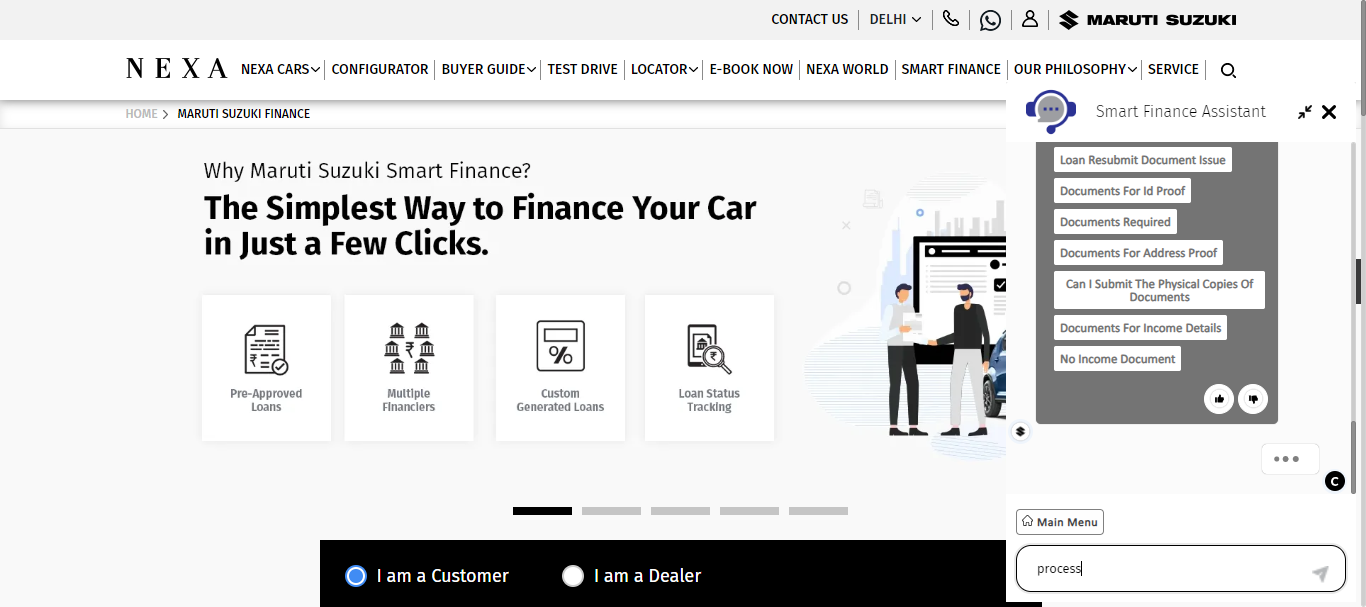 CONTACT US
DELHI
MARUTI SUZUKI
NEXA
NEXA CARS
CONFIGURATOR
BUYER GUIDE
TEST DRIVE
LOCATOR
E-BOOK NOW
NEXA WORLD
SMART FINANCE
OUR PHILOSOPHY
SERVICE
HOME
MARUTI SUZUKI FINANCE
Why Maruti Suzuki Smart Finance?
The Simplest Way to Finance Your Car
in Just a Few Clicks.
Pre-Approved
Loans
Multiple
Financiers
Custom
Generated Loans
Loan Status
Tracking
I am a Customer
I am a Dealer
Smart Finance Assistant
Loan Resubmit Document Issue
Documents For Id Proof
Documents Required
Documents For Address Proof
Can I Submit The Physical Copies Of
Documents
Documents For Income Details
No Income Document
C
Main Menu
process